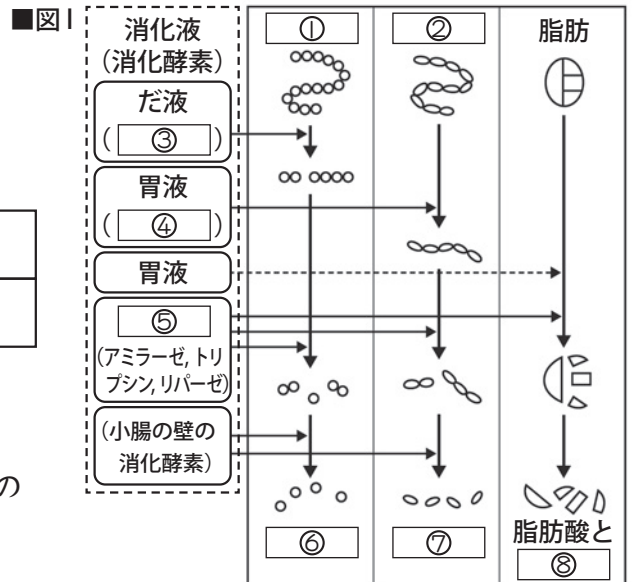 ■図1
消化液
(消化酵素)
だ液
( ③ )
胃液
( ④ )
胃液
⑤
(アミラーゼ, トリ
プシン, リパーゼ)
(小腸の壁の
消化酵素)
①
②
脂肪
⑥
⑦
脂肪酸と
⑧
の